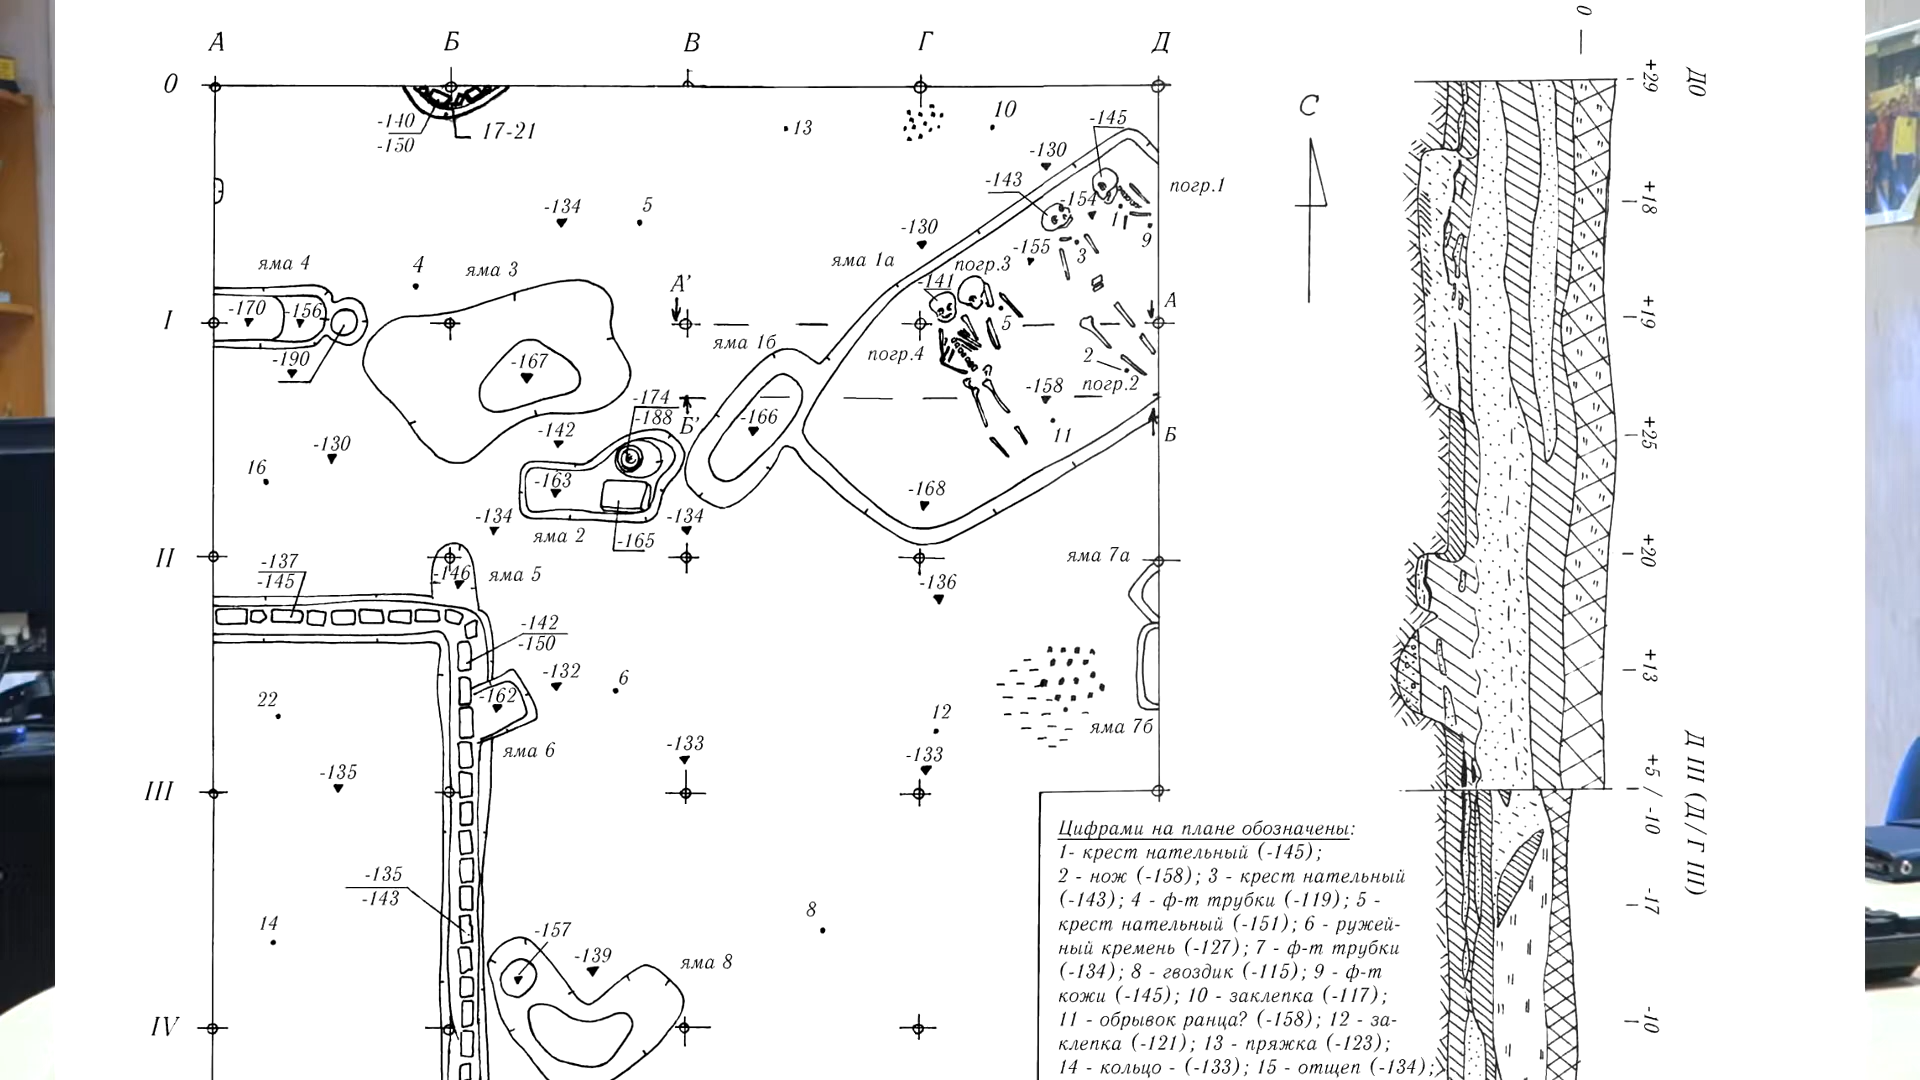 А Б В Г Д
0
-140
-150
17-21
13
10
-145
-130
-143
погр.1
-154
1
9
-134
5
-130
-155
3
яма 1а
погр.3
яма 4
4
яма 3
-141
А'
А
I
-170
-156
5
яма 1б
погр.4
2
-190
-167
-158
погр.2
-174
-188
Б'
-166
-142
11
Б
-130
16
-163
-168
-134
-134
яма 2
-165
II
-137
-145
-146
яма 5
яма 7а
-136
-142
-150
-132
6
22
-162
12
яма 7б
яма 6
-133
-133
-135
III
-135
-143
14
8
-157
-139
яма 8
IV
С
0
+29
Д0
+18
+19
+25
+20
+13
+5 / -10
Д III (Д/Г III)
-17
-10
Цифрами на плане обозначены:
1- крест нательный (-145);
2 - нож (-158); 3 - крест нательный
(-143); 4 - ф-т трубки (-119); 5 -
крест нательный (-151); 6 - ружей-
ный кремень (-127); 7 - ф-т трубки
(-134); 8 - гвоздик (-115); 9 - ф-т
кожи (-145); 10 - заклепка (-117);
11 - обрывок ранца? (-158); 12 - за-
клепка (-121); 13 - пряжка (-123);
14 - кольцо - (-133); 15 - отщеп (-134);